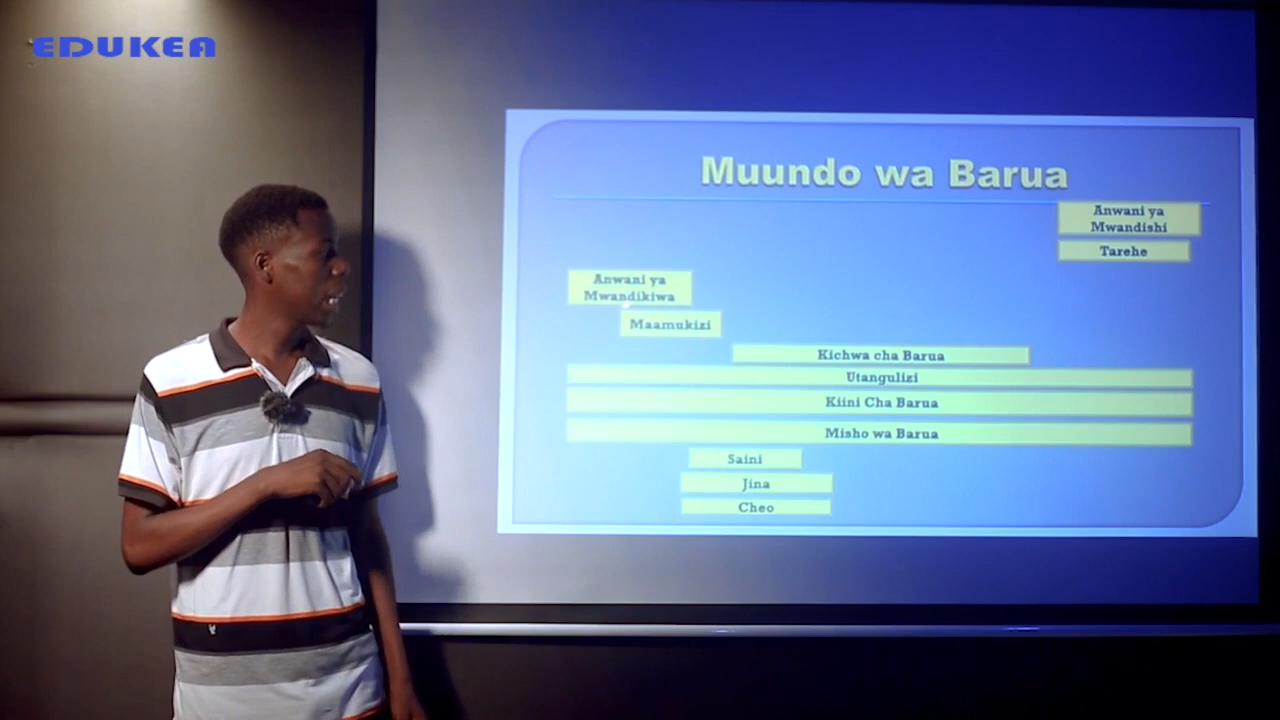 EDUKEA
Muundo wa Barua
Anwani ya
Mwandishi
Tarehe
Anwani ya
Mwandikiwa
Maamukizi
Kichwa cha Barua
Utangulizi
Kiini Cha Barua
Misho wa Barua
Saini
Jina
Cheo